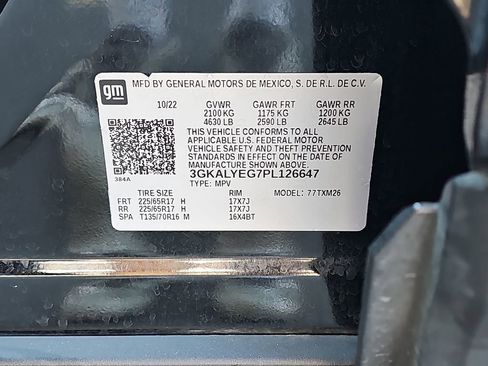 gm
MFD BY GENERAL MOTORS DE MEXICO, S. DE R.L. DE C.V.
10/22 GVWR GAWR FRT GAWR RR
2100 KG 1175 KG 1200 KG
4630 LB 2590 LB 2645 LB
THIS VEHICLE CONFORMS TO ALL
APPLICABLE U.S. FEDERAL MOTOR
VEHICLE SAFETY AND THEFT PREVENTION
STANDARDS IN EFFECT ON THE DATE OF
MANUFACTURE SHOWN ABOVE.
3GKALYEG7PL126647
384A TYPE: MPV MODEL: 77TXM26
TIRE SIZE RIM
FRT 225/65R17 H 17X7J
RR 225/65R17 H 17X7J
SPA T135/70R16 M 16X4BT